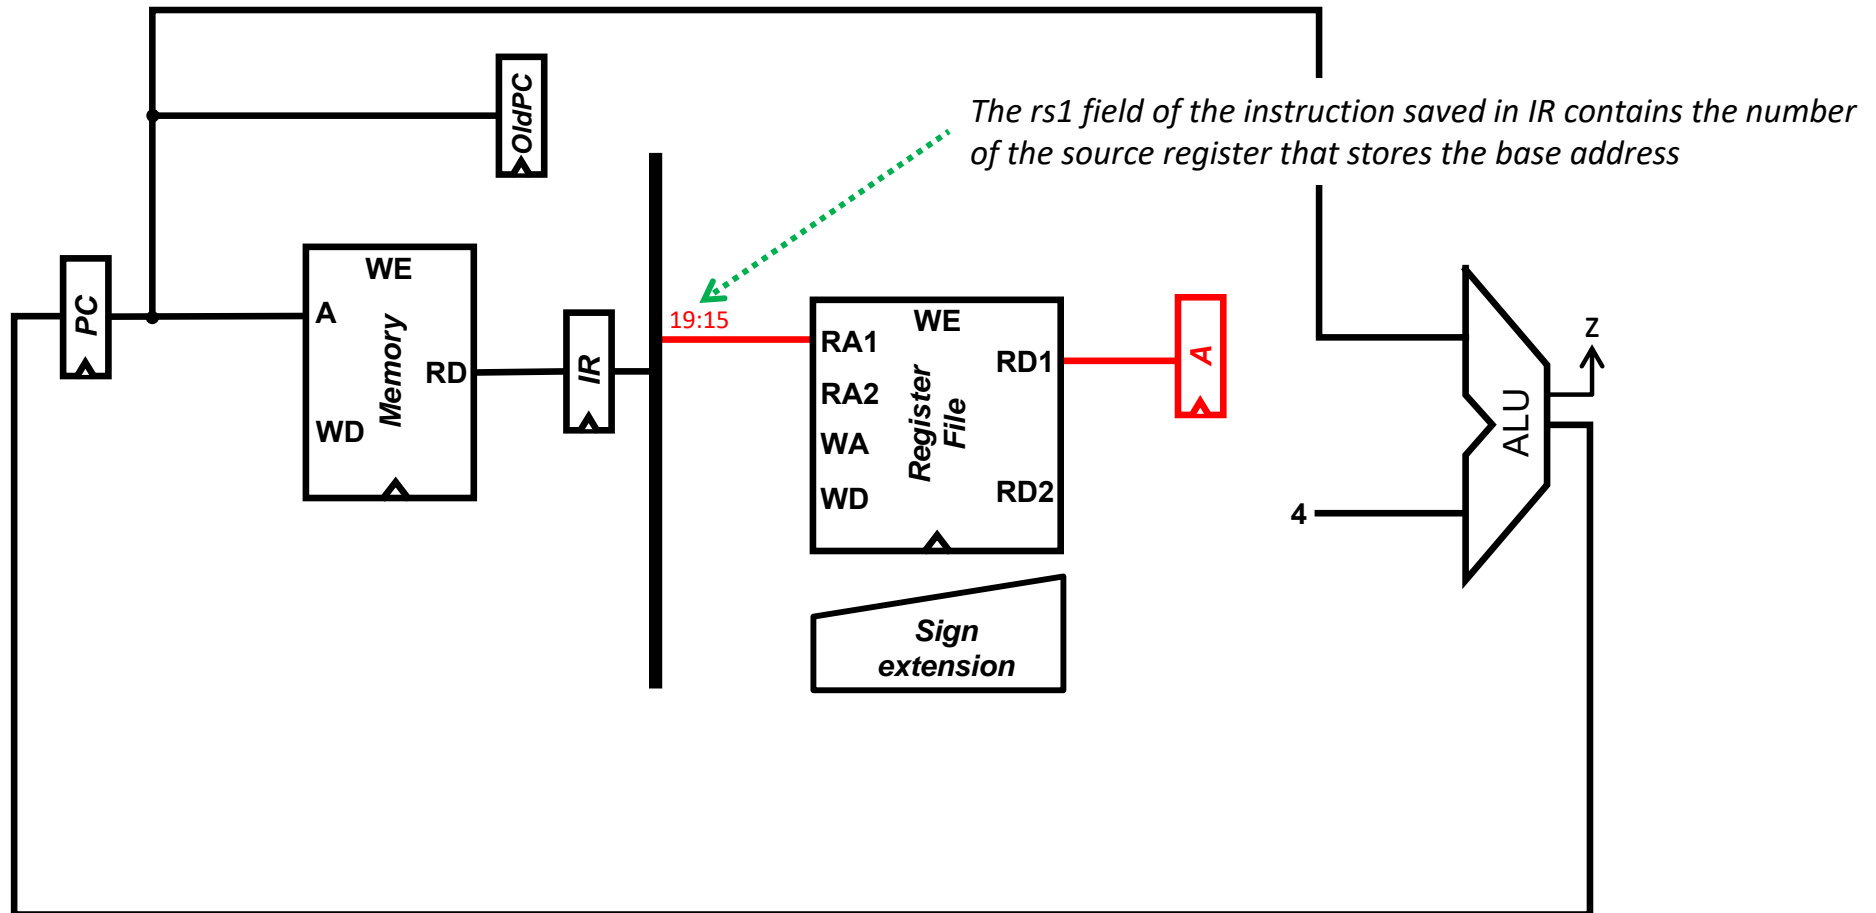 OldPC
The rs1 field of the instruction saved in IR contains the number
of the source register that stores the base address
PC
WE
A
Memory
RD
WD
IR
19:15
WE
RA1
RD1
RA2
Register
File
WA
WD
RD2
A
Z
ALU
4
Sign
extension